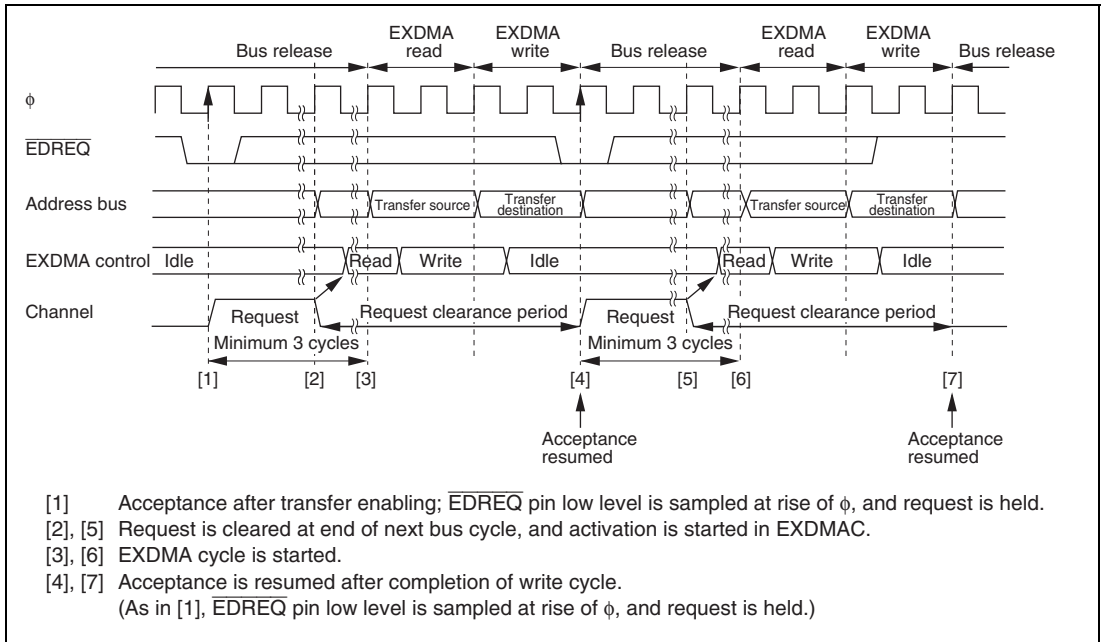 EXDMA EXDMA EXDMA EXDMA
Bus release read write Bus release read write Bus release
φ
EDREQ
Address bus Transfer source Transfer destination Transfer source Transfer destination
EXDMA control Idle Read Write Idle Read Write Idle
Channel Request Request clearance period Request Request clearance period
Minimum 3 cycles Minimum 3 cycles
[1] [2] [3] [4] [5] [6] [7]
Acceptance resumed Acceptance resumed
[1] Acceptance after transfer enabling; EDREQ pin low level is sampled at rise of φ, and request is held.
[2], [5] Request is cleared at end of next bus cycle, and activation is started in EXDMAC.
[3], [6] EXDMA cycle is started.
[4], [7] Acceptance is resumed after completion of write cycle.
(As in [1], EDREQ pin low level is sampled at rise of φ, and request is held.)